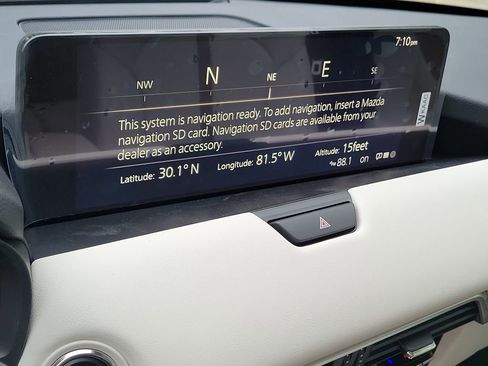 7:10pm
NW N NE E SE
This system is navigation ready. To add navigation, insert a Mazda
navigation SD card. Navigation SD cards are available from your
dealer as an accessory.
Latitude: 30.1° N Longitude: 81.5° W Altitude: 15feet
88.1 on